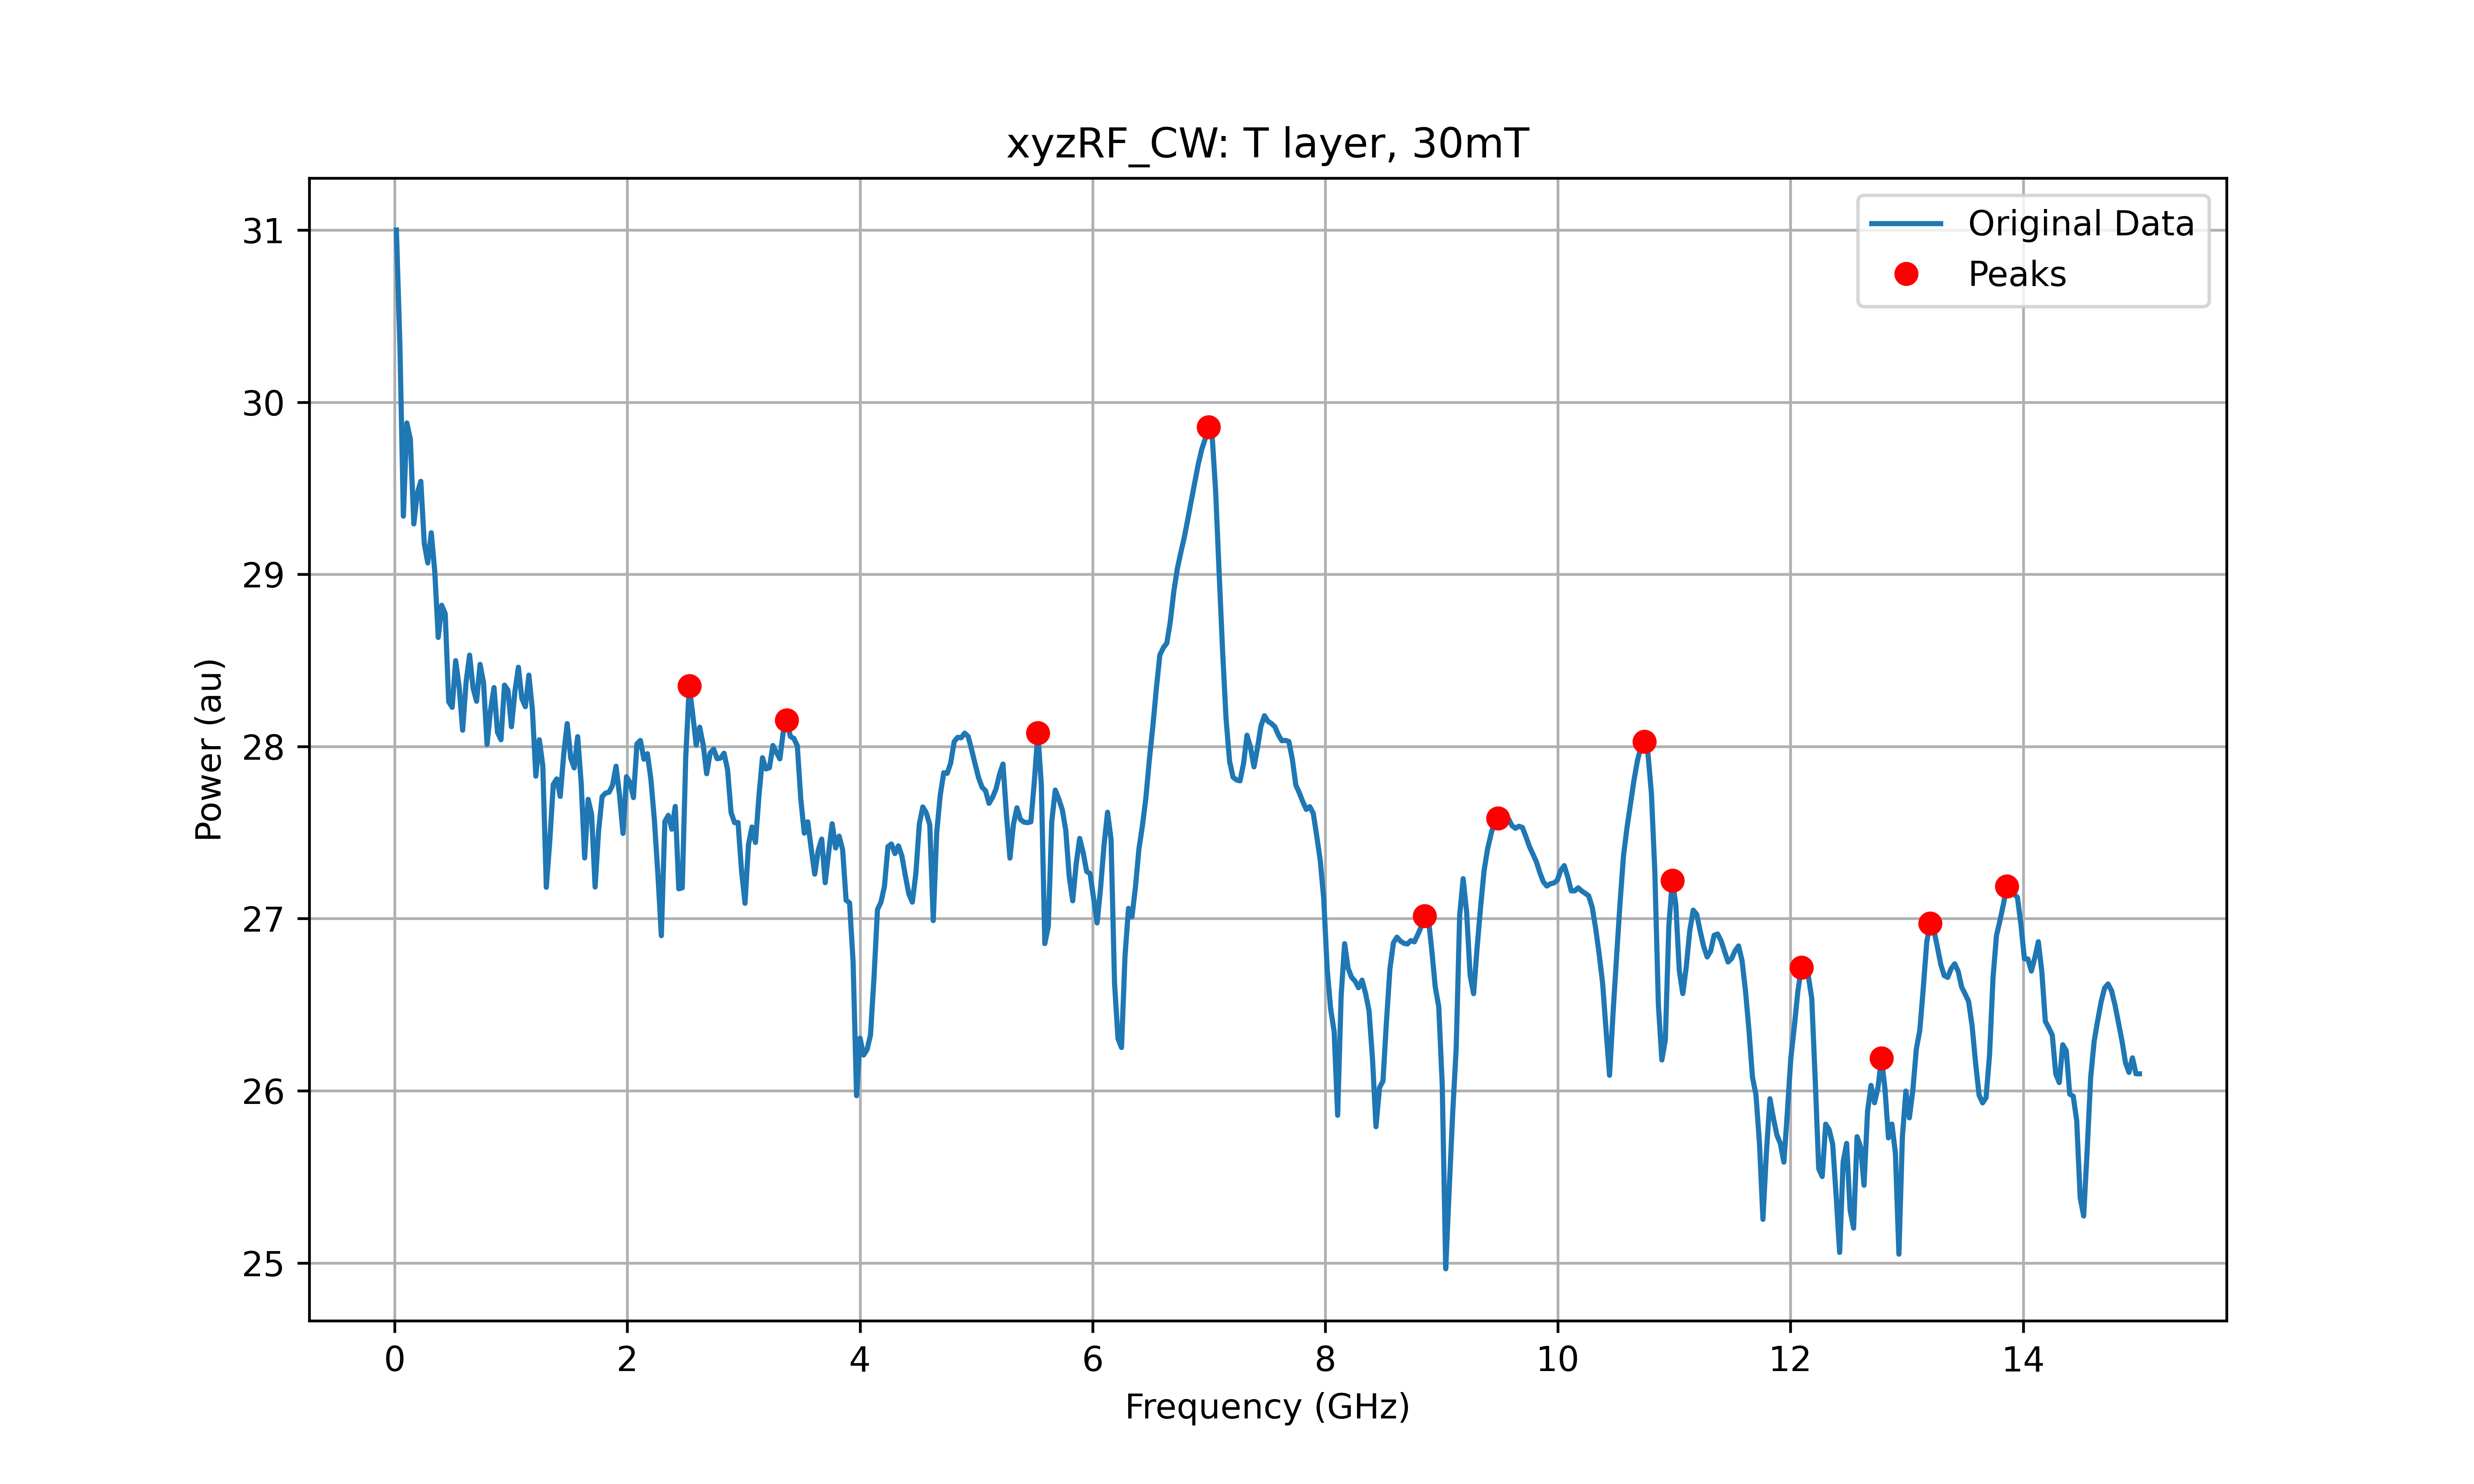 xyzRF_CW: T layer, 30mT
Original Data
Peaks
31
30
29
28
27
26
25
Power (au)
0 2 4 6 8 10 12 14
Frequency (GHz)